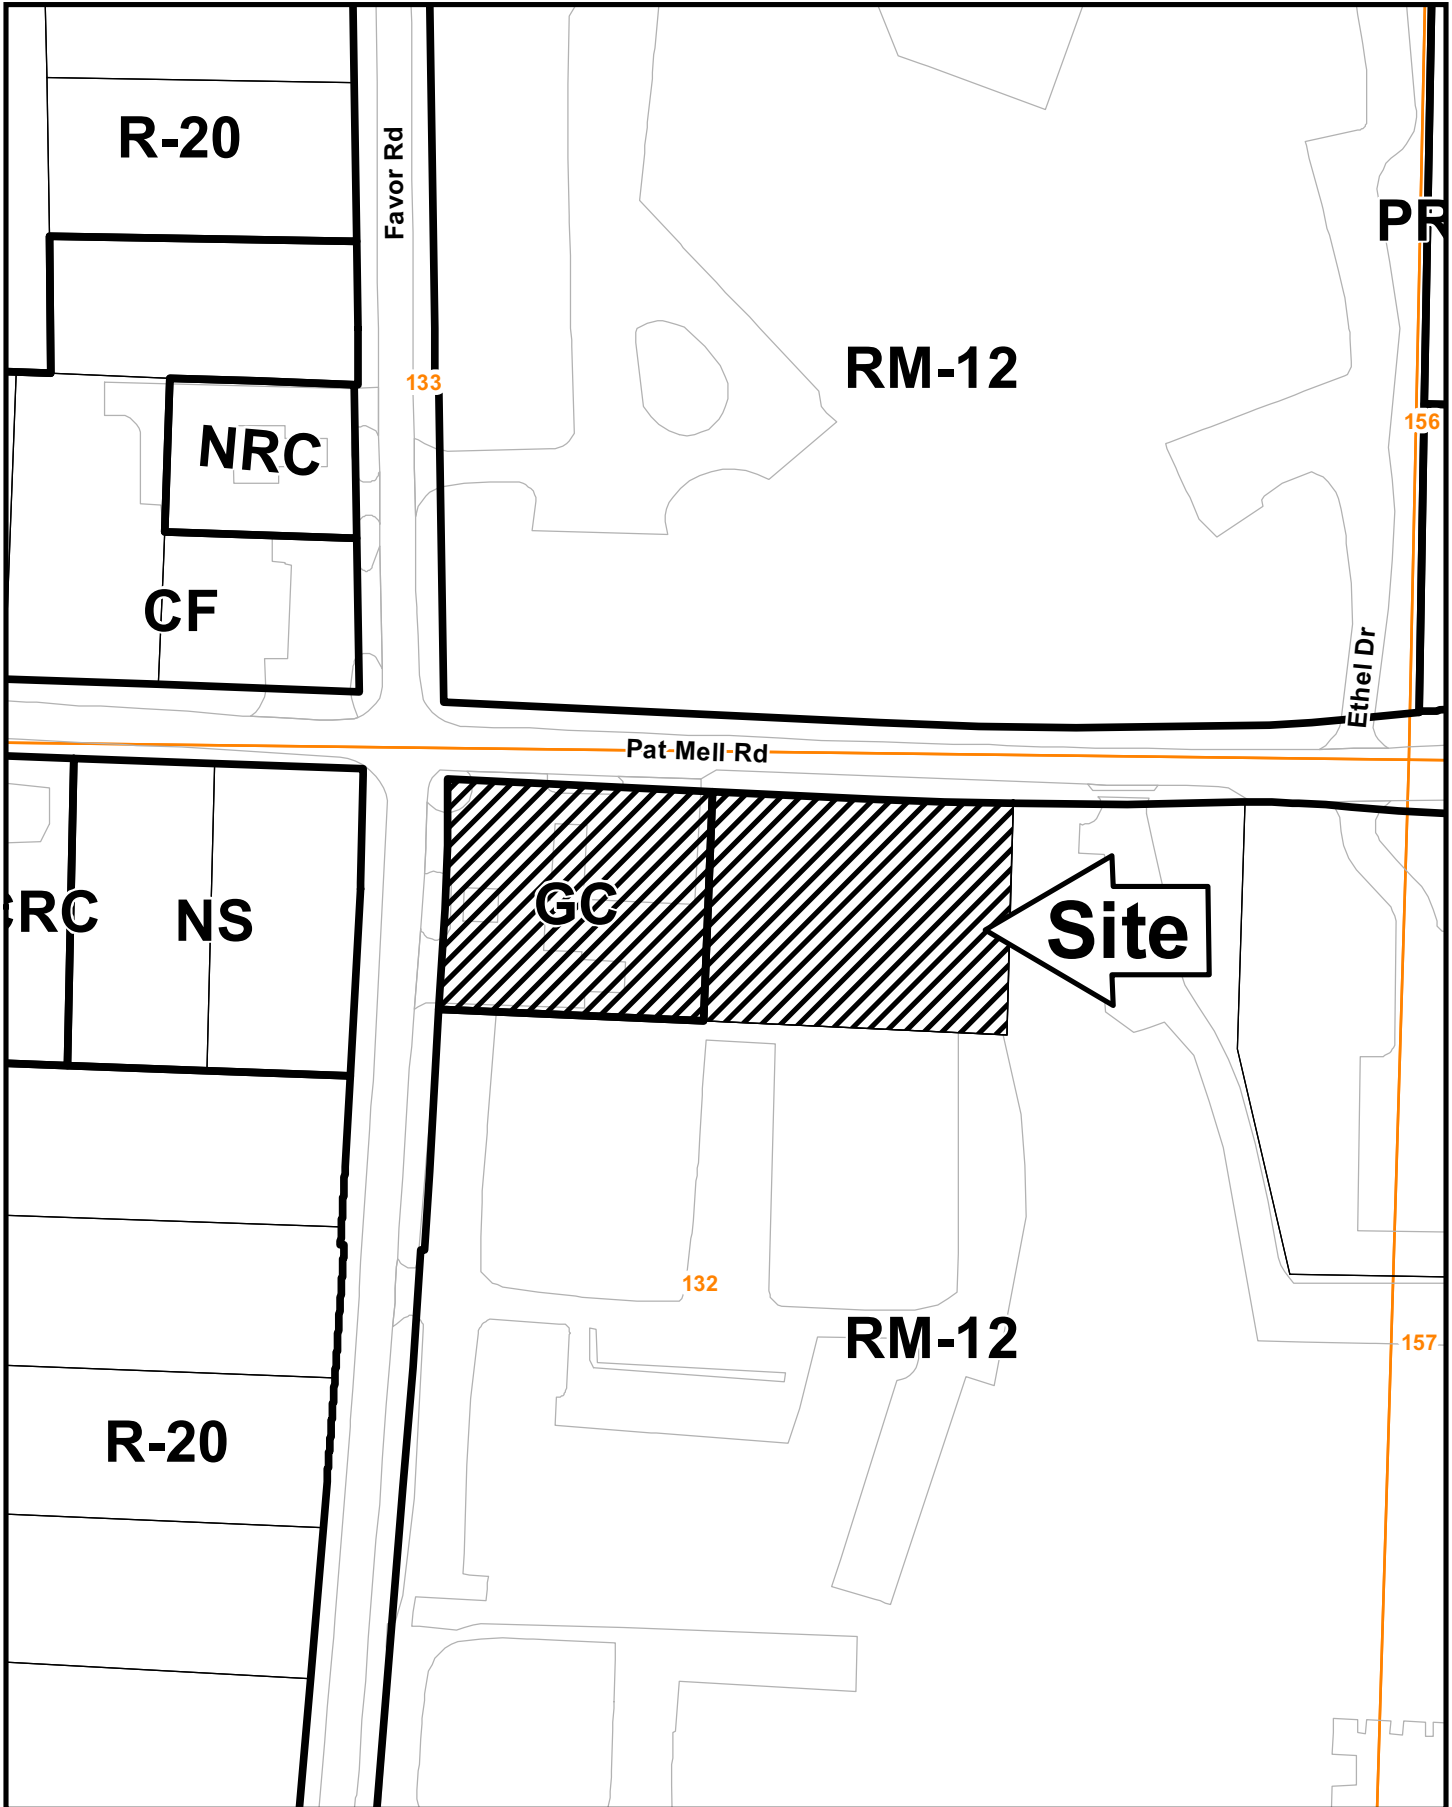 R-20
Favor Rd
PR
RM-12
133
156
NRC
CF
Ethel Dr
Pat Mell Rd
GC
Site
RC
NS
132
RM-12
157
R-20